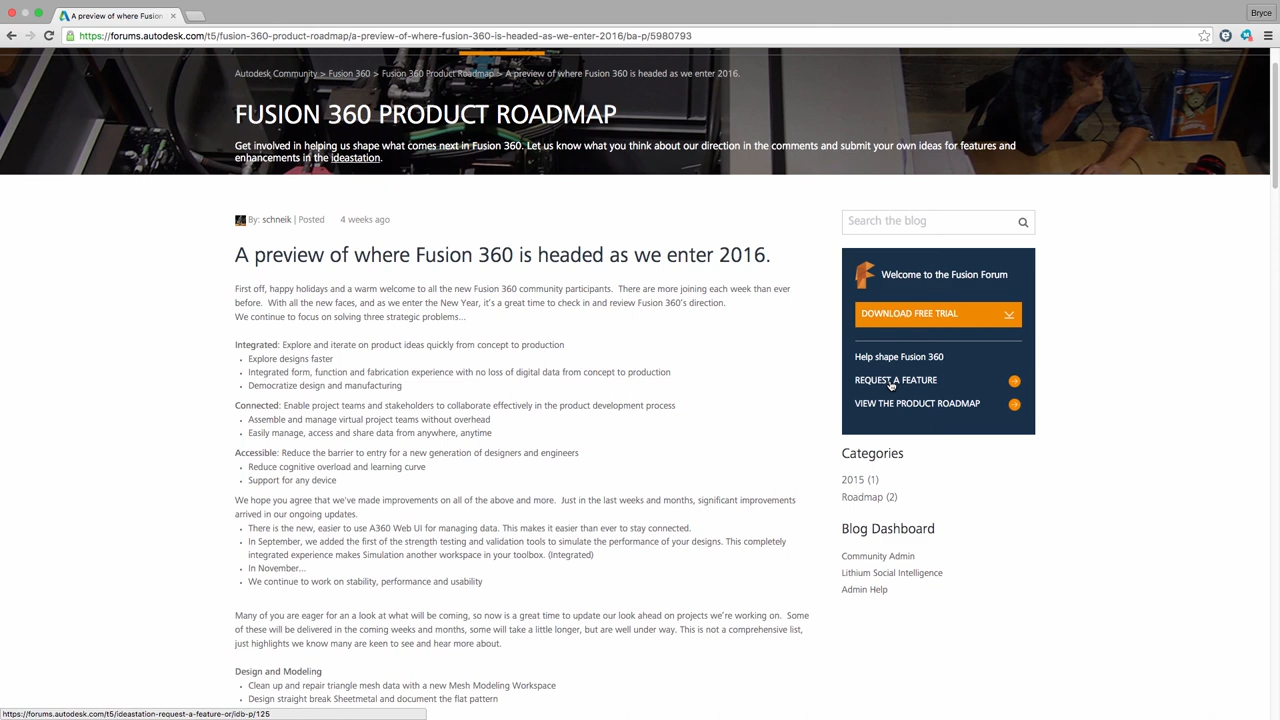 A preview of where Fusion
Bryce
https://forums.autodesk.com/t5/fusion-360-product-roadmap/a-preview-of-where-fusion-360-is-headed-as-we-enter-2016/ba-p/5980793
Autodesk Community > Fusion 360 > Fusion 360 Product Roadmap > A preview of where Fusion 360 is headed as we enter 2016.
FUSION 360 PRODUCT ROADMAP
Get involved in helping us shape what comes next in Fusion 360. Let us know what you think about our direction in the comments and submit your own ideas for features and
enhancements in the ideastation.
By: schneik | Posted 4 weeks ago
A preview of where Fusion 360 is headed as we enter 2016.
First off, happy holidays and a warm welcome to all the new Fusion 360 community participants. There are more joining each week than ever
before. With all the new faces, and as we enter the New Year, it's a great time to check in and review Fusion 360's direction.
We continue to focus on solving three strategic problems...
Integrated: Explore and iterate on product ideas quickly from concept to production
• Explore designs faster
• Integrated form, function and fabrication experience with no loss of digital data from concept to production
• Democratize design and manufacturing
Connected: Enable project teams and stakeholders to collaborate effectively in the product development process
• Assemble and manage virtual project teams without overhead
• Easily manage, access and share data from anywhere, anytime
Accessible: Reduce the barrier to entry for a new generation of designers and engineers
• Reduce cognitive overload and learning curve
• Support for any device
We hope you agree that we've made improvements on all of the above and more. Just in the last weeks and months, significant improvements
arrived in our ongoing updates.
• There is the new, easier to use A360 Web UI for managing data. This makes it easier than ever to stay connected.
• In September, we added the first of the strength testing and validation tools to simulate the performance of your designs. This completely
integrated experience makes Simulation another workspace in your toolbox. (Integrated)
• In November...
• We continue to work on stability, performance and usability
Many of you are eager for an a look at what will be coming, so now is a great time to update our look ahead on projects we're working on. Some
of these will be delivered in the coming weeks and months, some will take a little longer, but are well under way. This is not a comprehensive list,
just highlights we know many are keen to see and hear more about.
Design and Modeling
• Clean up and repair triangle mesh data with a new Mesh Modeling Workspace
• Design straight break Sheetmetal and document the flat pattern
Search the blog
Welcome to the Fusion Forum
DOWNLOAD FREE TRIAL
Help shape Fusion 360
REQUEST A FEATURE
VIEW THE PRODUCT ROADMAP
Categories
2015 (1)
Roadmap (2)
Blog Dashboard
Community Admin
Lithium Social Intelligence
Admin Help
https://forums.autodesk.com/t5/ideastation-request-a-feature-or/idb-p/125